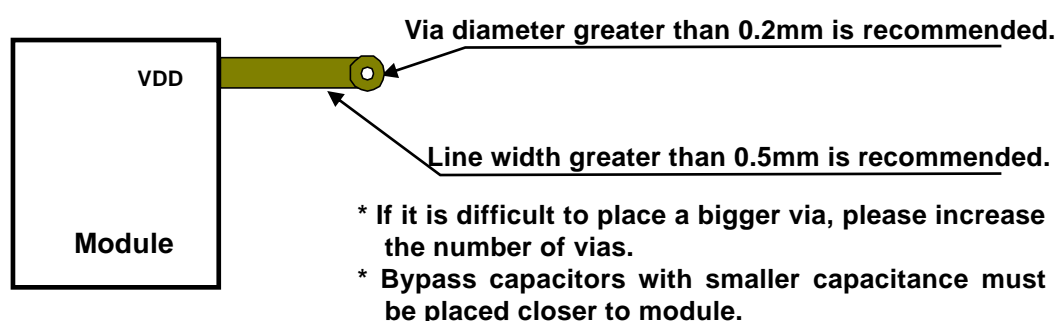 Via diameter greater than 0.2mm is recommended.
VDD
Line width greater than 0.5mm is recommended.
Module
* If it is difficult to place a bigger via, please increase
the number of vias.
* Bypass capacitors with smaller capacitance must
be placed closer to module.